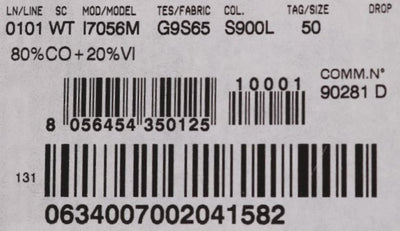 LN/LINE SC MOD/MODEL TES/FABRIC COL. TAG/SIZE DROP
0101 WT I7056M G9S65 S900L 50
80%CO+20%VI
10001
COMM.N°
90281 D
8 056454 350125
131
0634007002041582